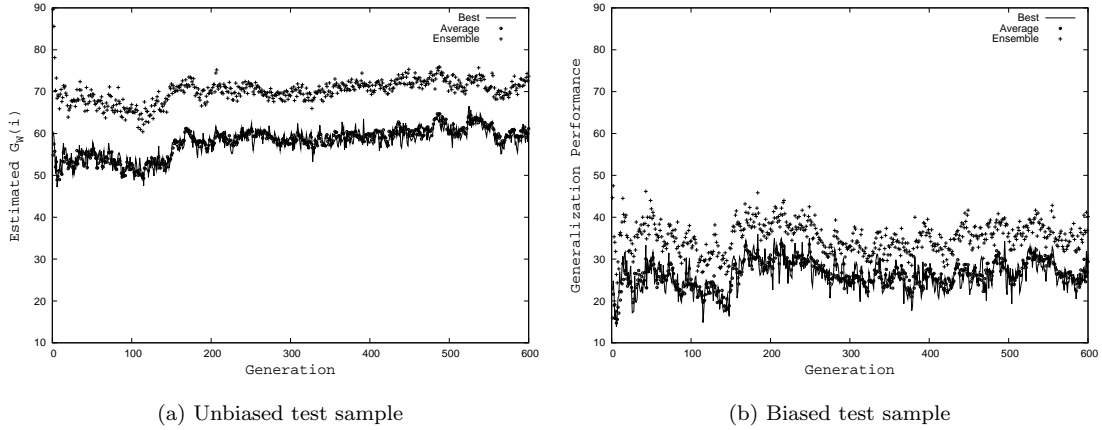 90
80
70
60
50
40
30
20
10
0
100
200
300
400
500
600
Estimated G_W(i)
Generation
Best
Average
Ensemble
(a) Unbiased test sample
90
80
70
60
50
40
30
20
10
0
100
200
300
400
500
600
Generalization Performance
Generation
Best
Average
Ensemble
(b) Biased test sample